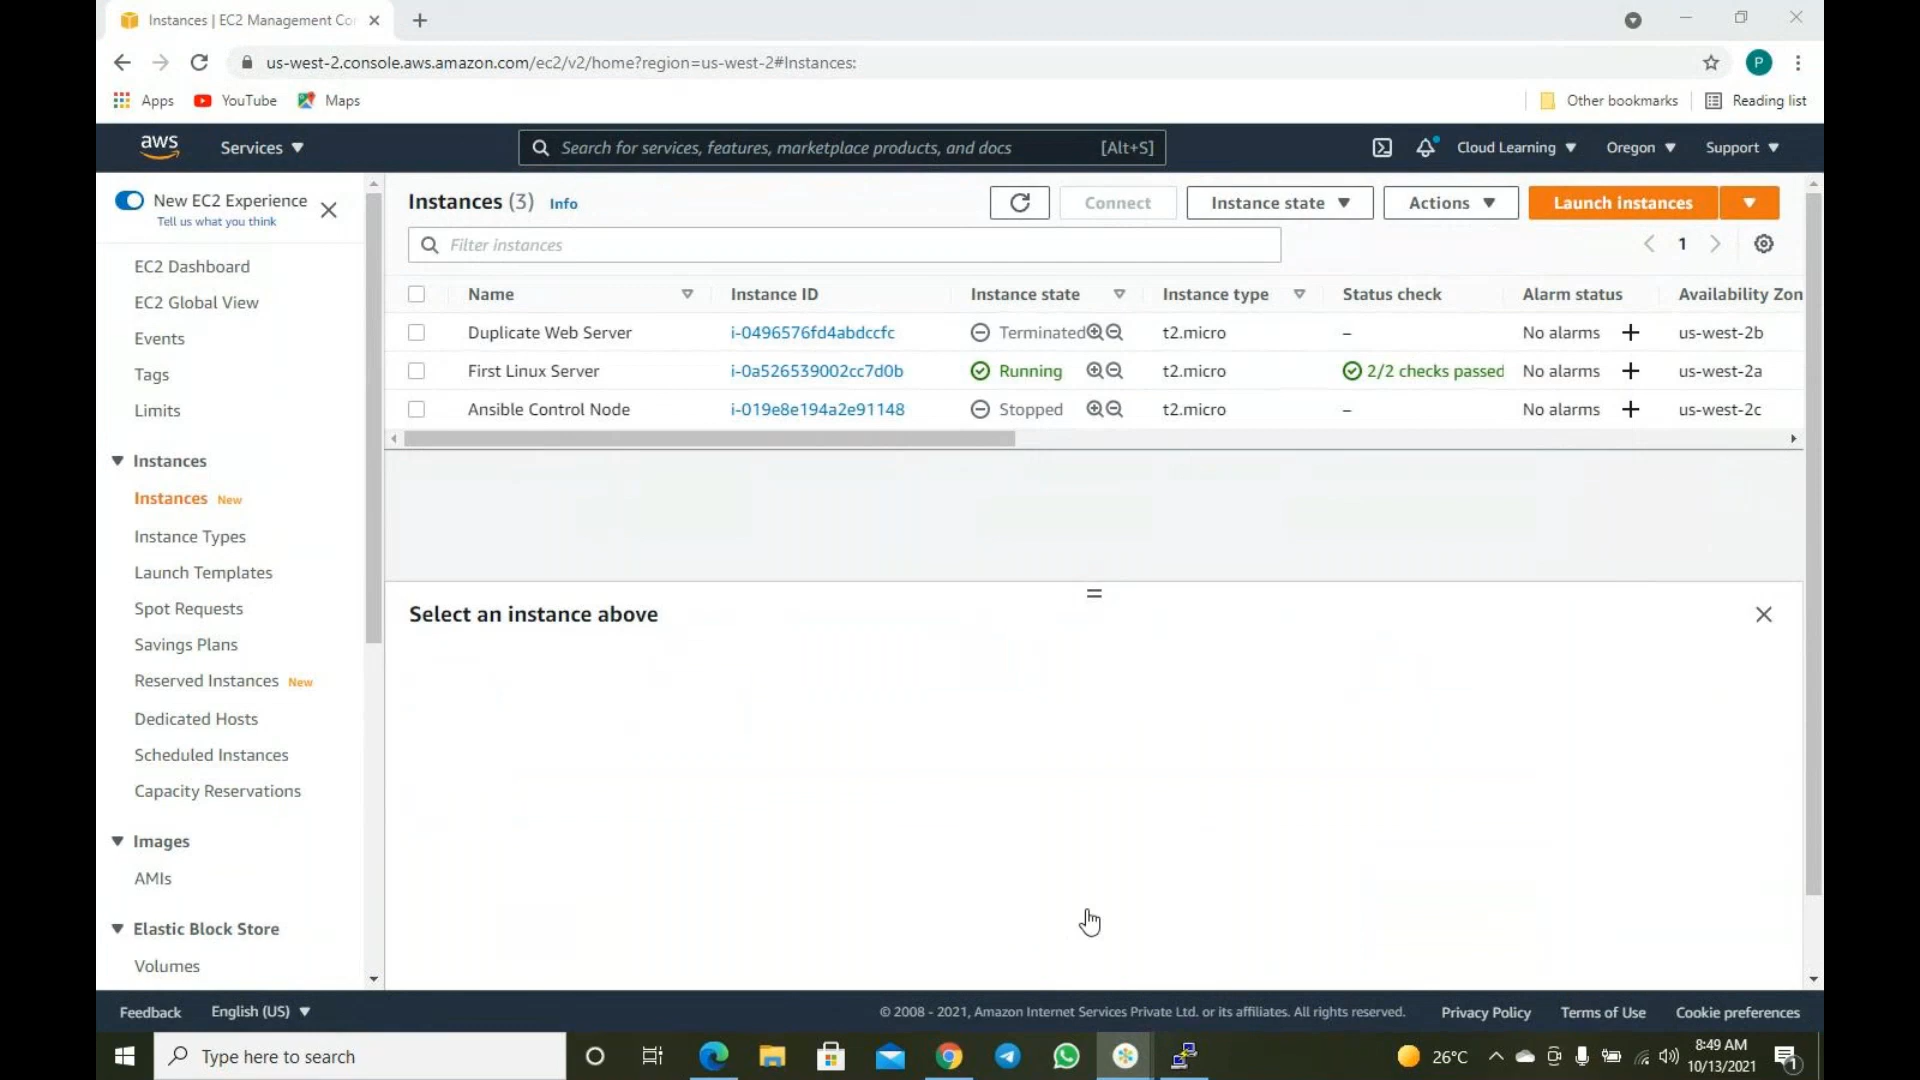 Instances | EC2 Management Co
us-west-2.console.aws.amazon.com/ec2/v2/home?region=us-west-2#Instances:
P
Apps YouTube Maps Other bookmarks Reading list
aws Services Search for services, features, marketplace products, and docs [Alt+S] Cloud Learning Oregon Support
New EC2 Experience
Tell us what you think
EC2 Dashboard
EC2 Global View
Events
Tags
Limits
Instances
Instances New
Instance Types
Launch Templates
Spot Requests
Savings Plans
Reserved Instances New
Dedicated Hosts
Scheduled Instances
Capacity Reservations
Images
AMIs
Elastic Block Store
Volumes
Instances (3) Info Connect Instance state Actions Launch instances
Filter instances 1
Name Instance ID Instance state Instance type Status check Alarm status Availability Zon
Duplicate Web Server i-0496576fd4abdccfc Terminated t2.micro – No alarms + us-west-2b
First Linux Server i-0a526539002cc7d0b Running t2.micro 2/2 checks passed No alarms + us-west-2a
Ansible Control Node i-019e8e194a2e91148 Stopped t2.micro – No alarms + us-west-2c
Select an instance above
Feedback English (US) © 2008 - 2021, Amazon Internet Services Private Ltd. or its affiliates. All rights reserved. Privacy Policy Terms of Use Cookie preferences
Type here to search 26°C 8:49 AM
10/13/2021 1